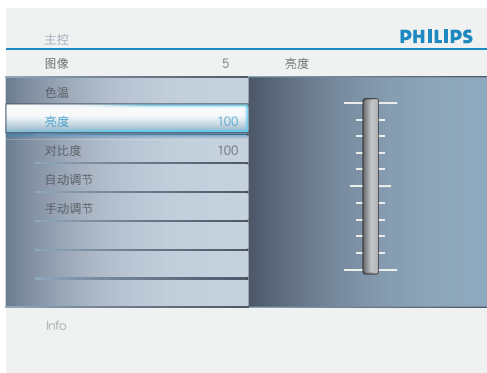 主控 PHILIPS
图像 5 亮度
色温
亮度 100
对比度 100
自动调节
手动调节
Info